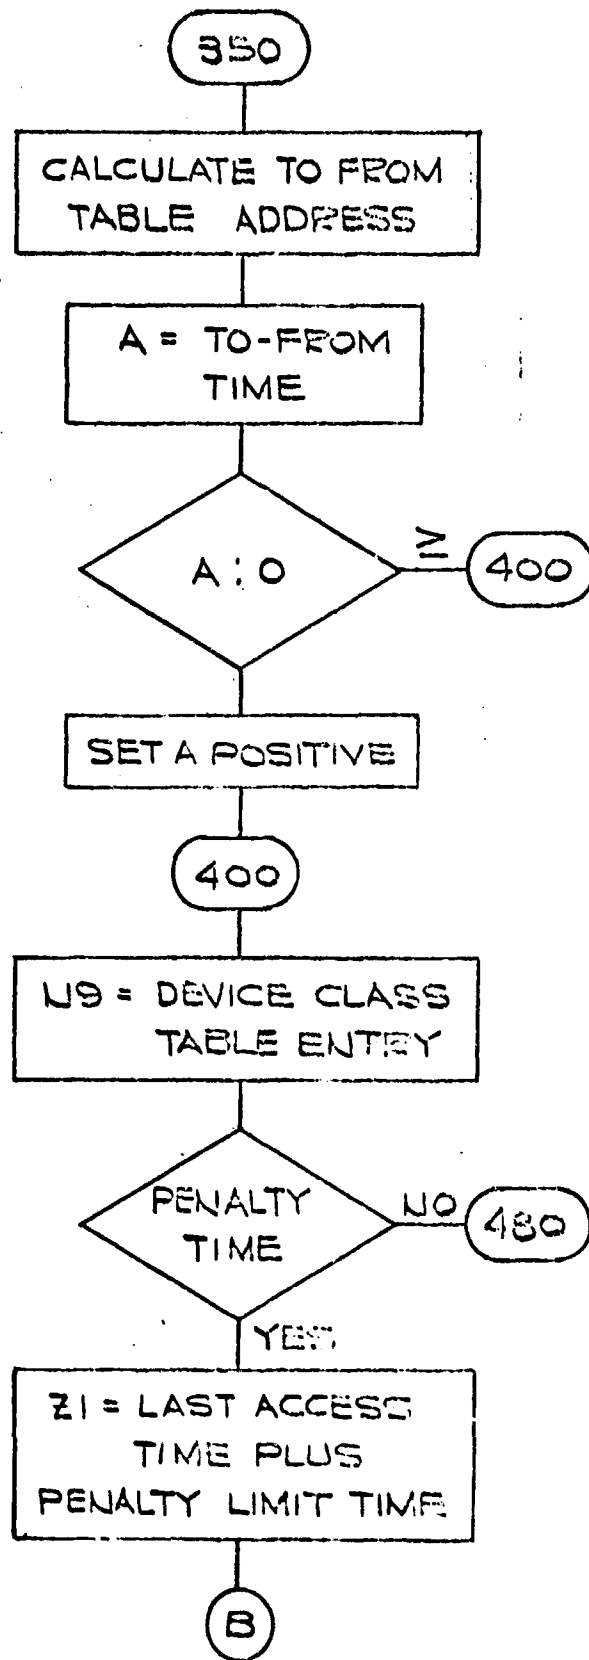 350
CALCULATE TO FROM
TABLE ADDRESS
A = TO-FROM
TIME
A : 0
≥
400
SET A POSITIVE
400
N9 = DEVICE CLASS
TABLE ENTRY
PENALTY
TIME
NO
480
YES
Z1 = LAST ACCESS
TIME PLUS
PENALTY LIMIT TIME
B